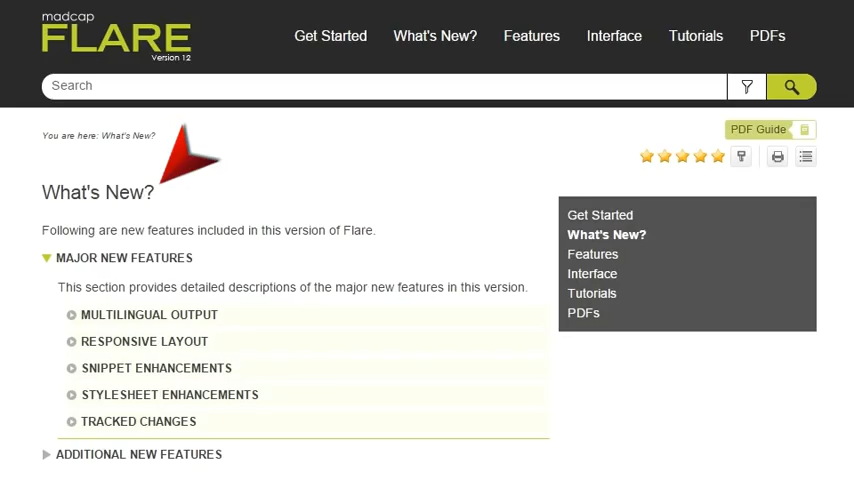 madcap
FLARE
Version 12
Get Started What's New? Features Interface Tutorials PDFs
Search
You are here: What's New?
PDF Guide
What's New?
Following are new features included in this version of Flare.
MAJOR NEW FEATURES
This section provides detailed descriptions of the major new features in this version.
MULTILINGUAL OUTPUT
RESPONSIVE LAYOUT
SNIPPET ENHANCEMENTS
STYLESHEET ENHANCEMENTS
TRACKED CHANGES
ADDITIONAL NEW FEATURES
Get Started
What's New?
Features
Interface
Tutorials
PDFs